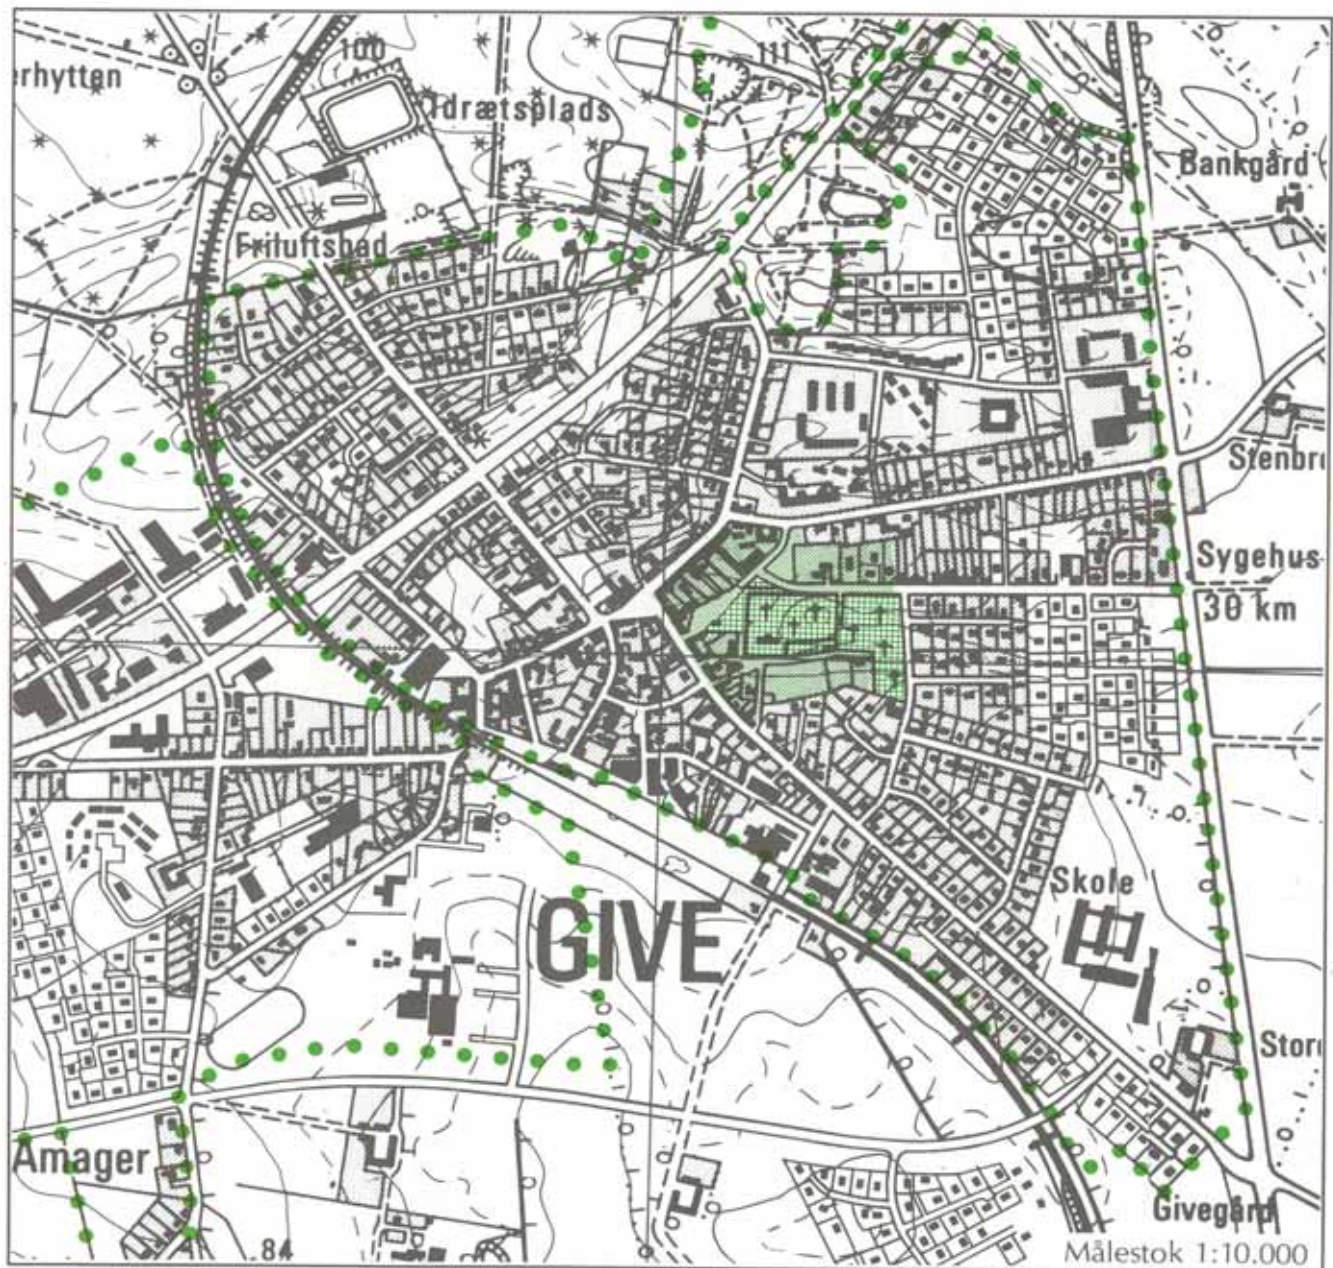 100
111
erhytten
Idrætsplads
Bankgård
Friluftsbad
Stenbr
Sygehus
30 km
Skole
GIVE
Stor
Amager
Givegård
84
Målestok 1:10.000